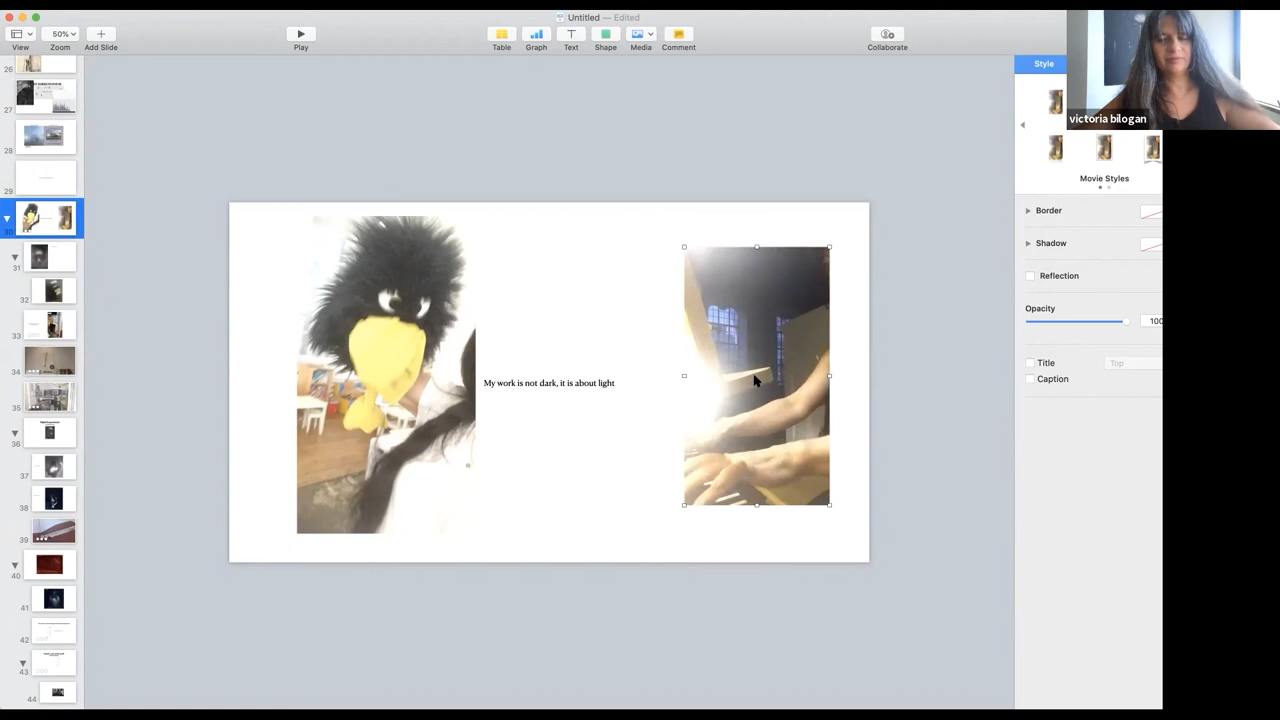 Untitled — Edited
50%
View
Zoom
Add Slide
Play
Table
Graph
Text
Shape
Media
Comment
Collaborate
Style
victoria bilogan
Movie Styles
Border
Shadow
Reflection
Opacity
100
Title
Top
Caption
My work is not dark, it is about light
26
27
28
29
30
31
32
33
34
35
36
37
38
39
40
41
42
43
44